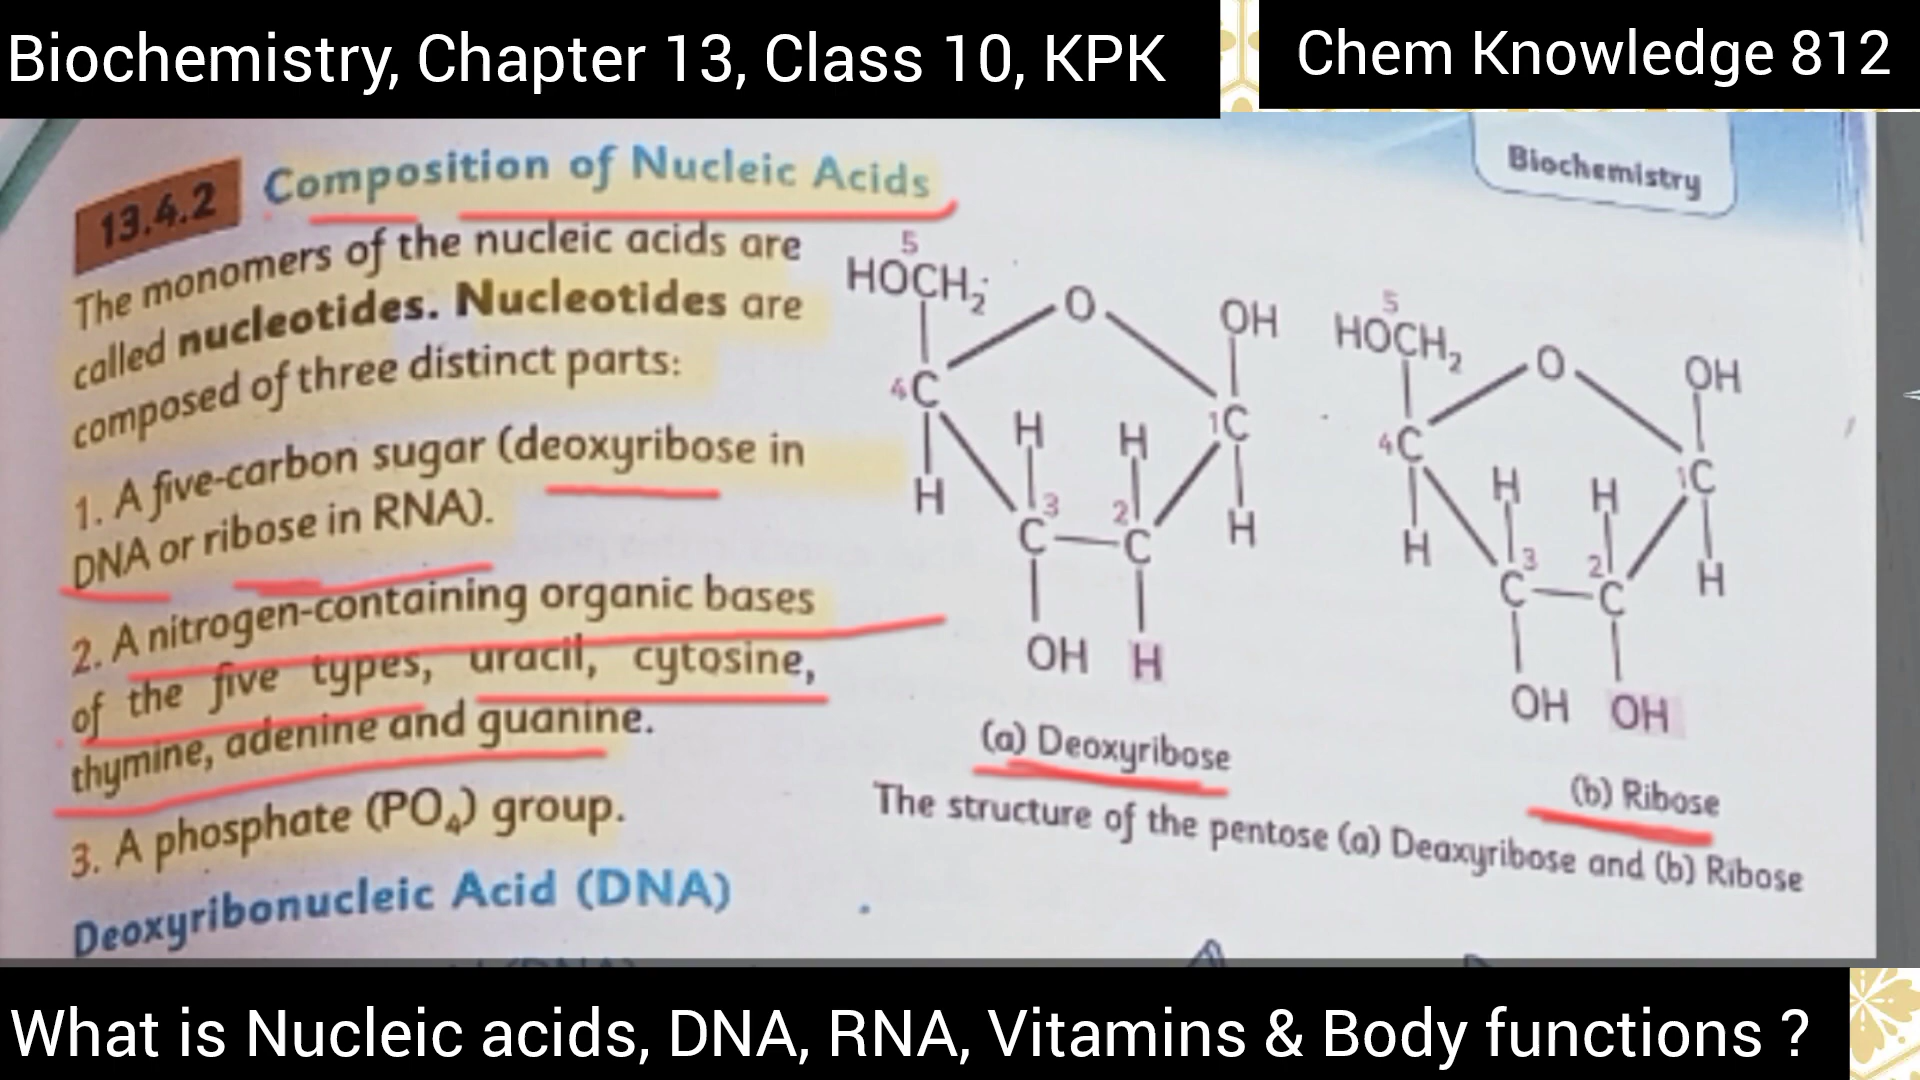 Biochemistry, Chapter 13, Class 10, KPK
Chem Knowledge 812
Biochemistry
13.4.2 Composition of Nucleic Acids
The monomers of the nucleic acids are
called nucleotides. Nucleotides are
composed of three distinct parts:
1. A five-carbon sugar (deoxyribose in
DNA or ribose in RNA).
2. A nitrogen-containing organic bases
of the five types, uracil, cytosine,
thymine, adenine and guanine.
3. A phosphate (PO₄) group.
Deoxyribonucleic Acid (DNA)
5
HOCH₂
O
OH
4C
H
H
1C
H
3
2
C
C
H
OH
H
(a) Deoxyribose
5
HOCH₂
O
OH
4C
H
H
1C
H
3
2
C
C
H
OH
OH
(b) Ribose
The structure of the pentose (a) Deaxyribose and (b) Ribose
What is Nucleic acids, DNA, RNA, Vitamins & Body functions ?